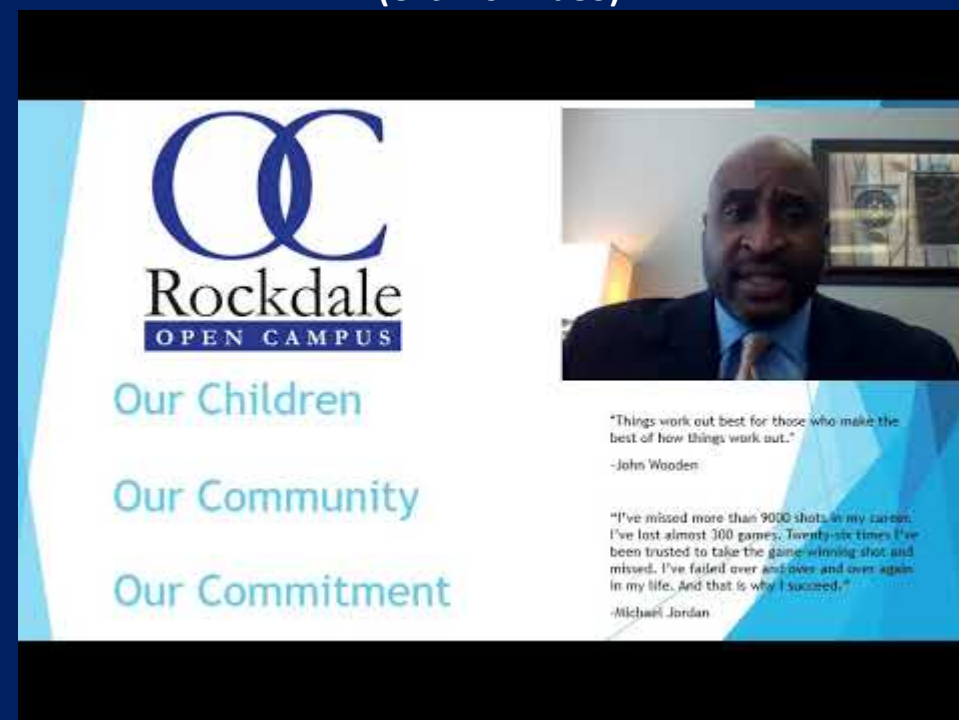 OC
Rockdale
OPEN CAMPUS
Our Children
Our Community
Our Commitment
"Things work out best for those who make the
best of how things work out."
-John Wooden
"I've missed more than 9000 shots in my career.
I've lost almost 300 games. Twenty-six times I've
been trusted to take the game winning shot and
missed. I've failed over and over and over again
in my life. And that is why I succeed."
-Michael Jordan